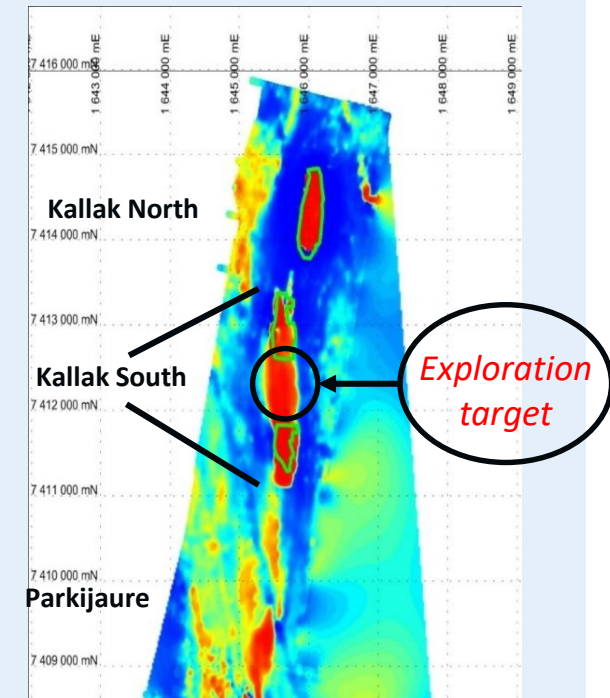 1 643 000 mE
1 644 000 mE
1 645 000 mE
1 646 000 mE
1 647 000 mE
1 648 000 mE
1 649 000 mE
7 416 000 mN
7 415 000 mN
Kallak North
7 414 000 mN
7 413 000 mN
Kallak South
Exploration
target
7 412 000 mN
7 411 000 mN
7 410 000 mN
Parkijaure
7 409 000 mN